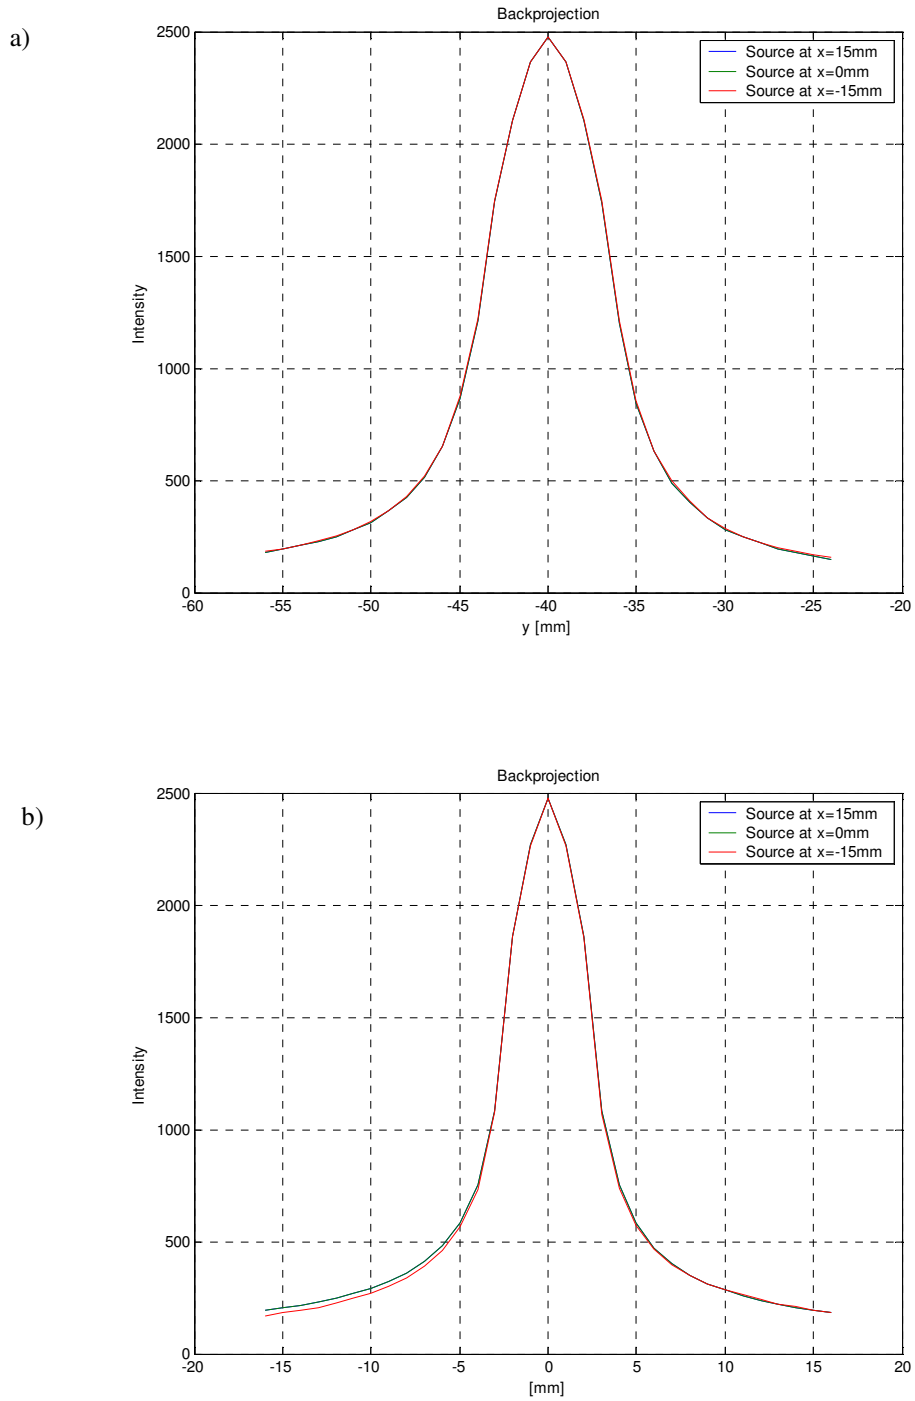 a)
Backprojection
2500
2000
1500
1000
500
0
Intensity
Source at x=15mm
Source at x=0mm
Source at x=-15mm
-60 -55 -50 -45 -40 -35 -30 -25 -20
y [mm]
b)
Backprojection
2500
2000
1500
1000
500
0
Intensity
Source at x=15mm
Source at x=0mm
Source at x=-15mm
-20 -15 -10 -5 0 5 10 15 20
[mm]